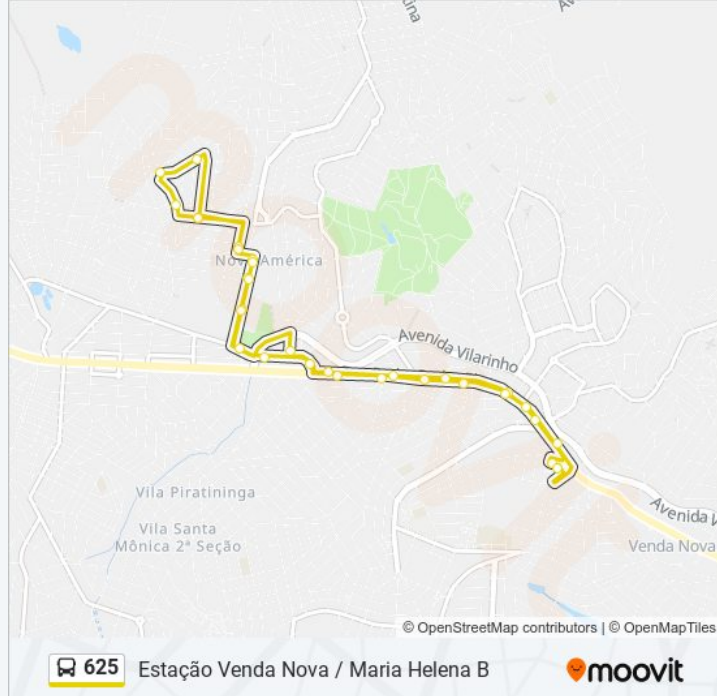 Nova América
Avenida Vilarinho
Vila Piratininga
Vila Santa
Mônica 2ª Seção
Avenida V
Venda Nova
© OpenStreetMap contributors | © OpenMapTiles
625 Estação Venda Nova / Maria Helena B
moovit